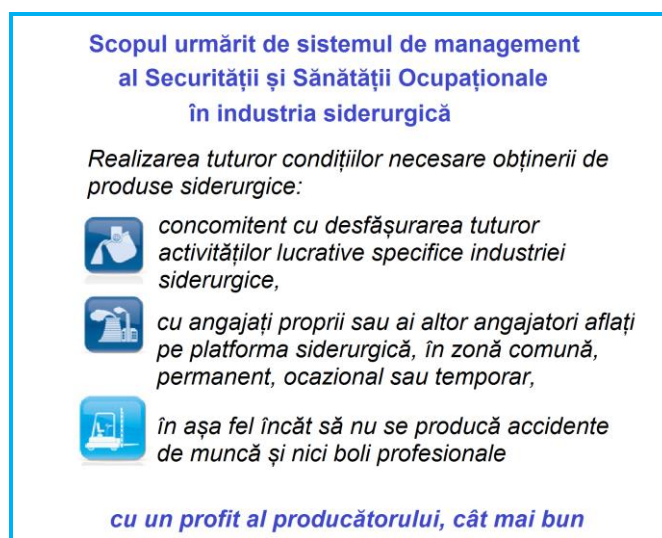 Scopul urmărit de sistemul de management
al Securității și Sănătății Ocupaționale
în industria siderurgică
Realizarea tuturor condițiilor necesare obținerii de
produse siderurgice:
concomitent cu desfășurarea tuturor
activităților lucrative specifice industriei
siderurgice,
cu angajați proprii sau ai altor angajatori aflați
pe platforma siderurgică, în zonă comună,
permanent, ocazional sau temporar,
în așa fel încât să nu se producă accidente
de muncă și nici boli profesionale
cu un profit al producătorului, cât mai bun